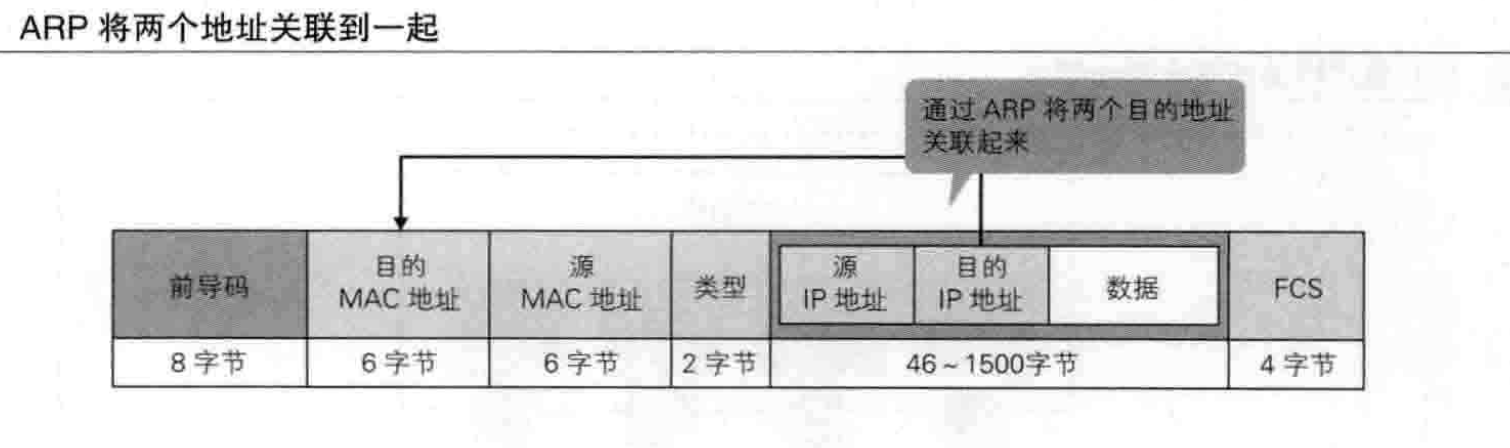 ARP 将两个地址关联到一起
通过 ARP 将两个目的地址
关联起来
前导码
目的
MAC 地址
源
MAC 地址
类型
源
IP 地址
目的
IP 地址
数据
FCS
8 字节
6 字节
6 字节
2 字节
46~1500字节
4 字节